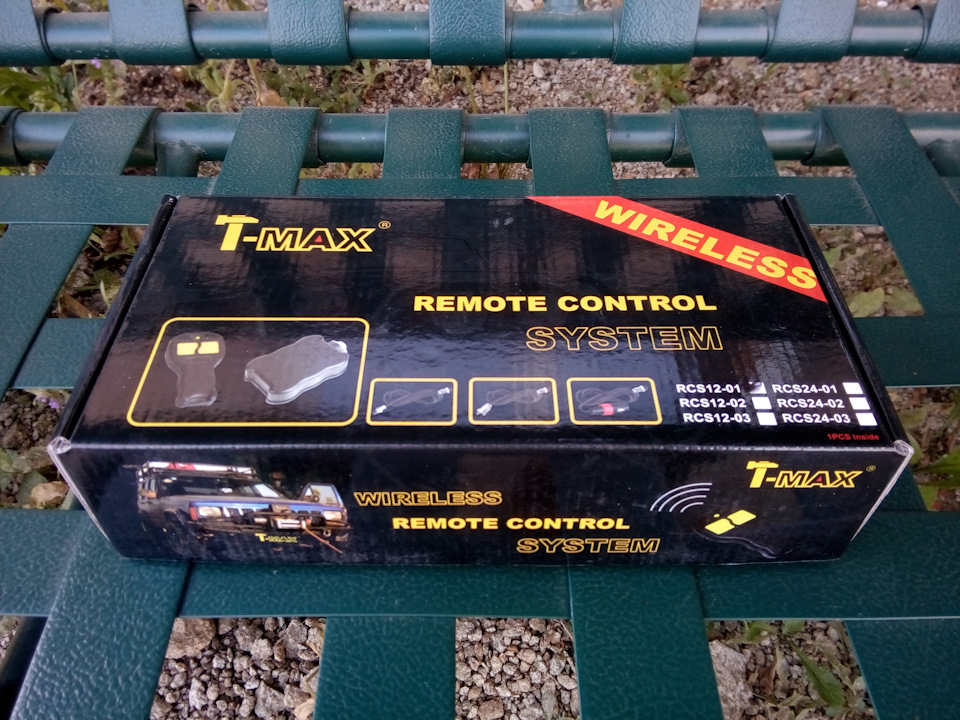 T-MAX®
WIRELESS
REMOTE CONTROL
SYSTEM
RCS12-01 RCS24-01
RCS12-02 RCS24-02
RCS12-03 RCS24-03
1PCS Inside
T-MAX®
WIRELESS
REMOTE CONTROL
SYSTEM
T-MAX